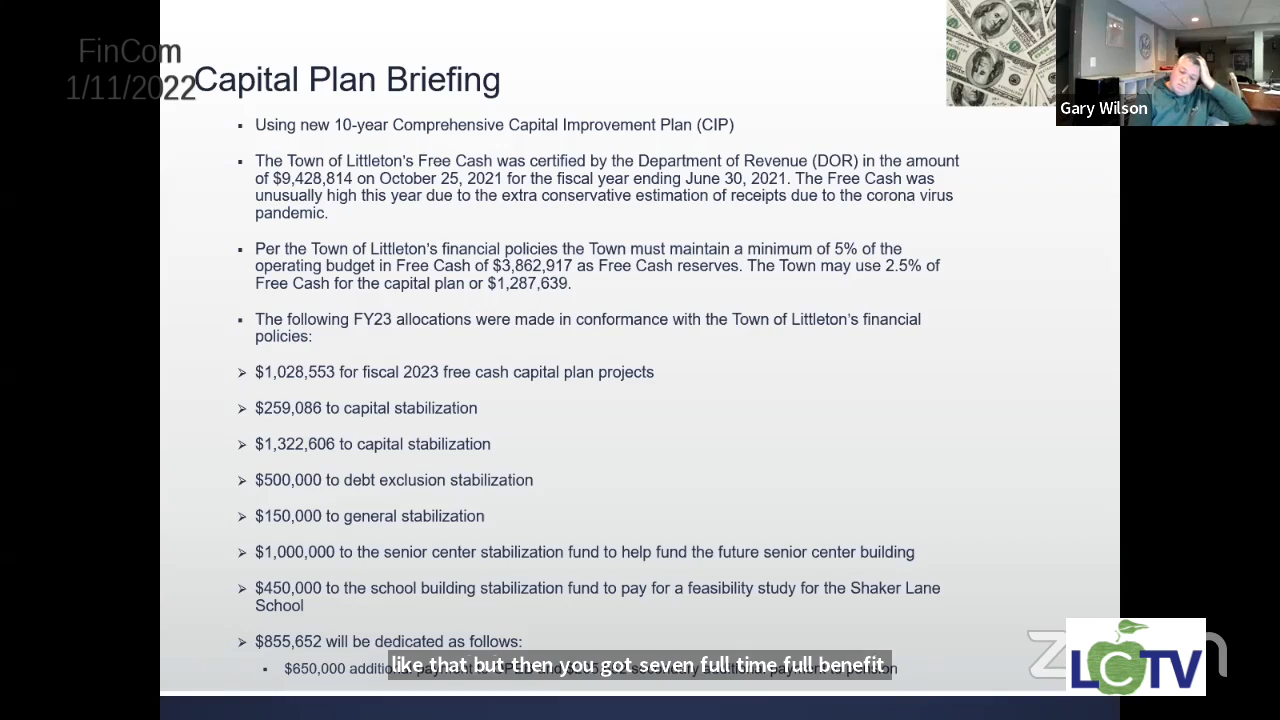 FinCom
1/11/2022
Capital Plan Briefing
Gary Wilson
▪ Using new 10-year Comprehensive Capital Improvement Plan (CIP)
▪ The Town of Littleton's Free Cash was certified by the Department of Revenue (DOR) in the amount
of $9,428,814 on October 25, 2021 for the fiscal year ending June 30, 2021. The Free Cash was
unusually high this year due to the extra conservative estimation of receipts due to the corona virus
pandemic.
▪ Per the Town of Littleton's financial policies the Town must maintain a minimum of 5% of the
operating budget in Free Cash of $3,862,917 as Free Cash reserves. The Town may use 2.5% of
Free Cash for the capital plan or $1,287,639.
▪ The following FY23 allocations were made in conformance with the Town of Littleton's financial
policies:
➢ $1,028,553 for fiscal 2023 free cash capital plan projects
➢ $259,086 to capital stabilization
➢ $1,322,606 to capital stabilization
➢ $500,000 to debt exclusion stabilization
➢ $150,000 to general stabilization
➢ $1,000,000 to the senior center stabilization fund to help fund the future senior center building
➢ $450,000 to the school building stabilization fund to pay for a feasibility study for the Shaker Lane
School
➢ $855,652 will be dedicated as follows:
like that but then you got seven full time full benefit
▪ $650,000 additional payment to pension
LCTV